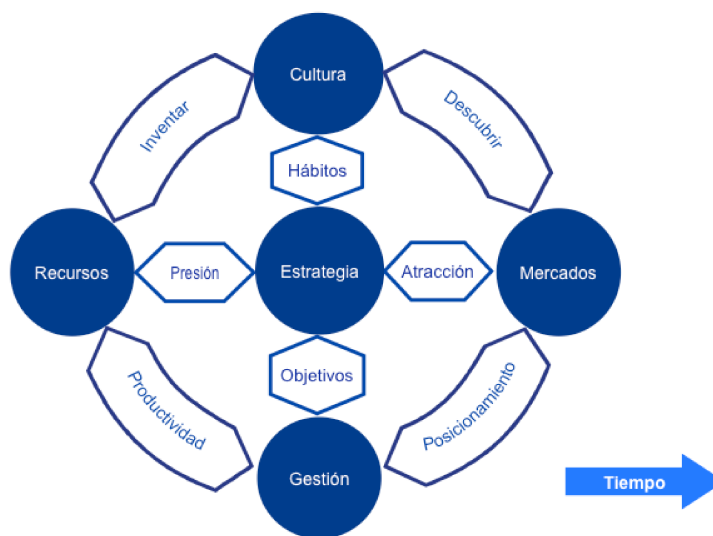 Cultura
Inventar
Descubrir
Hábitos
Recursos
Presión
Estrategia
Atracción
Mercados
Objetivos
Productividad
Posicionamiento
Gestión
Tiempo